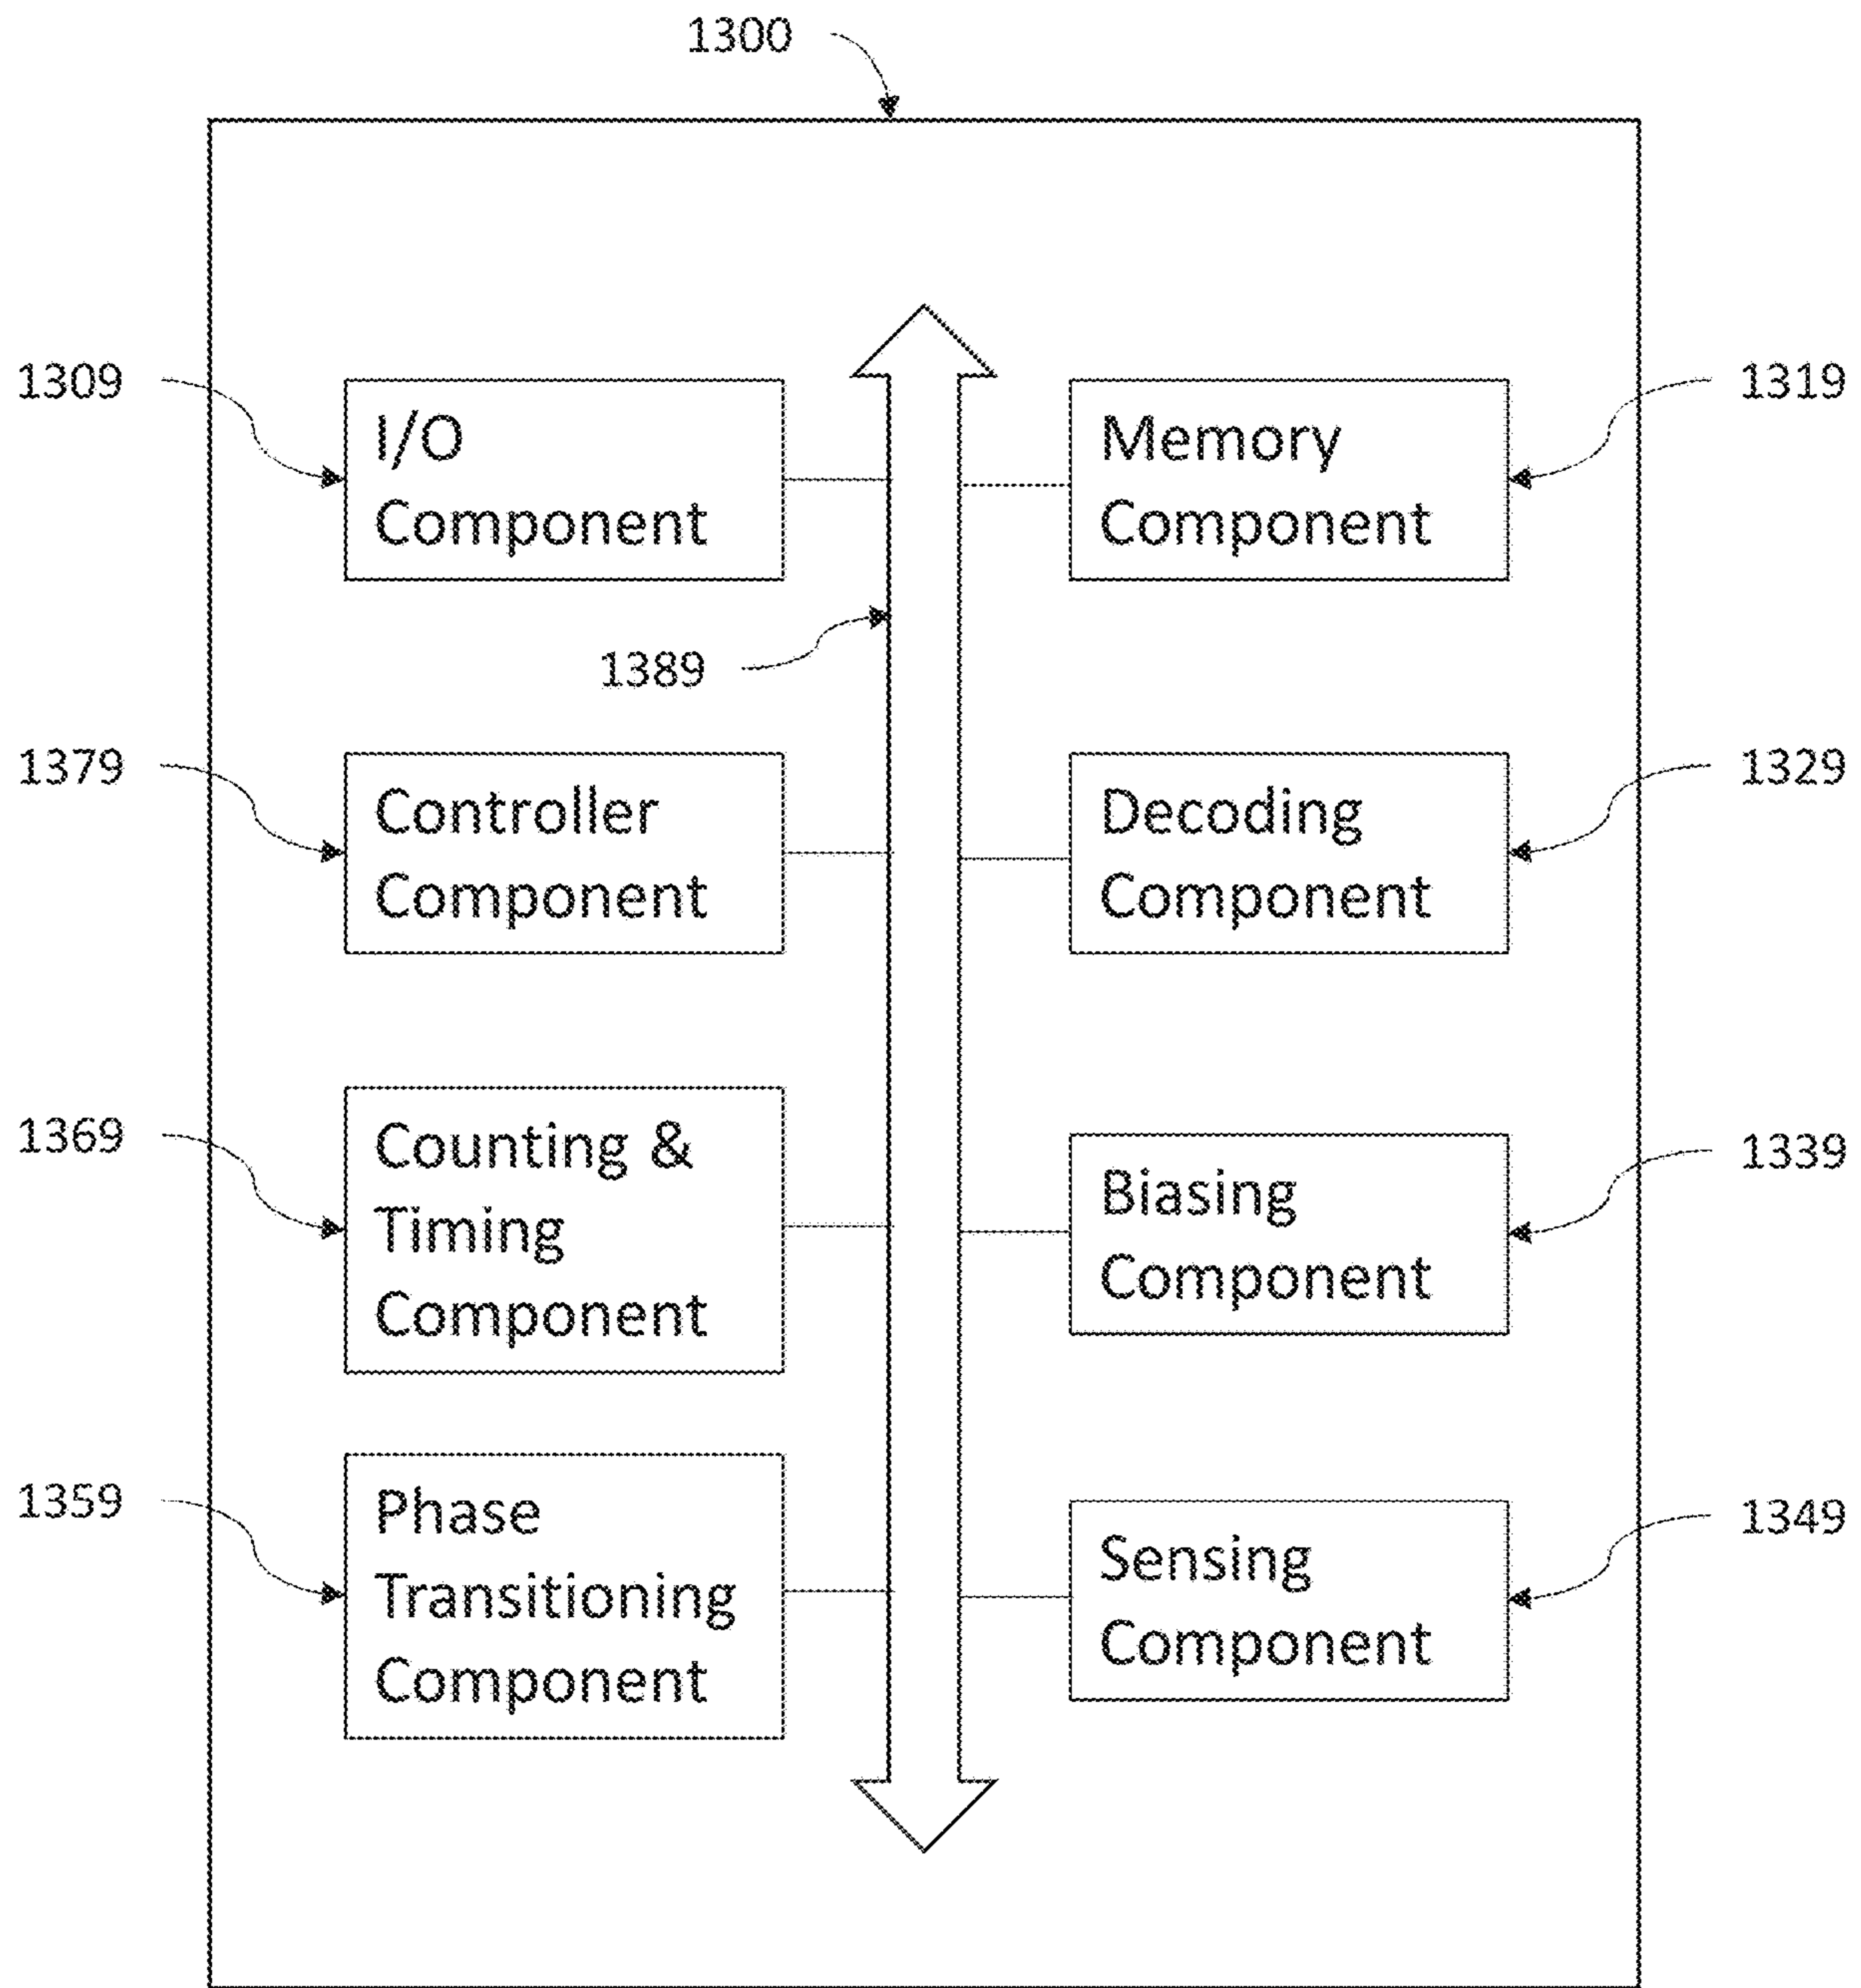 1300
1309
I/O
Component
Memory
Component
1319
1389
1379
Controller
Component
Decoding
Component
1329
1369
Counting &
Timing
Component
Biasing
Component
1339
1359
Phase
Transitioning
Component
Sensing
Component
1349